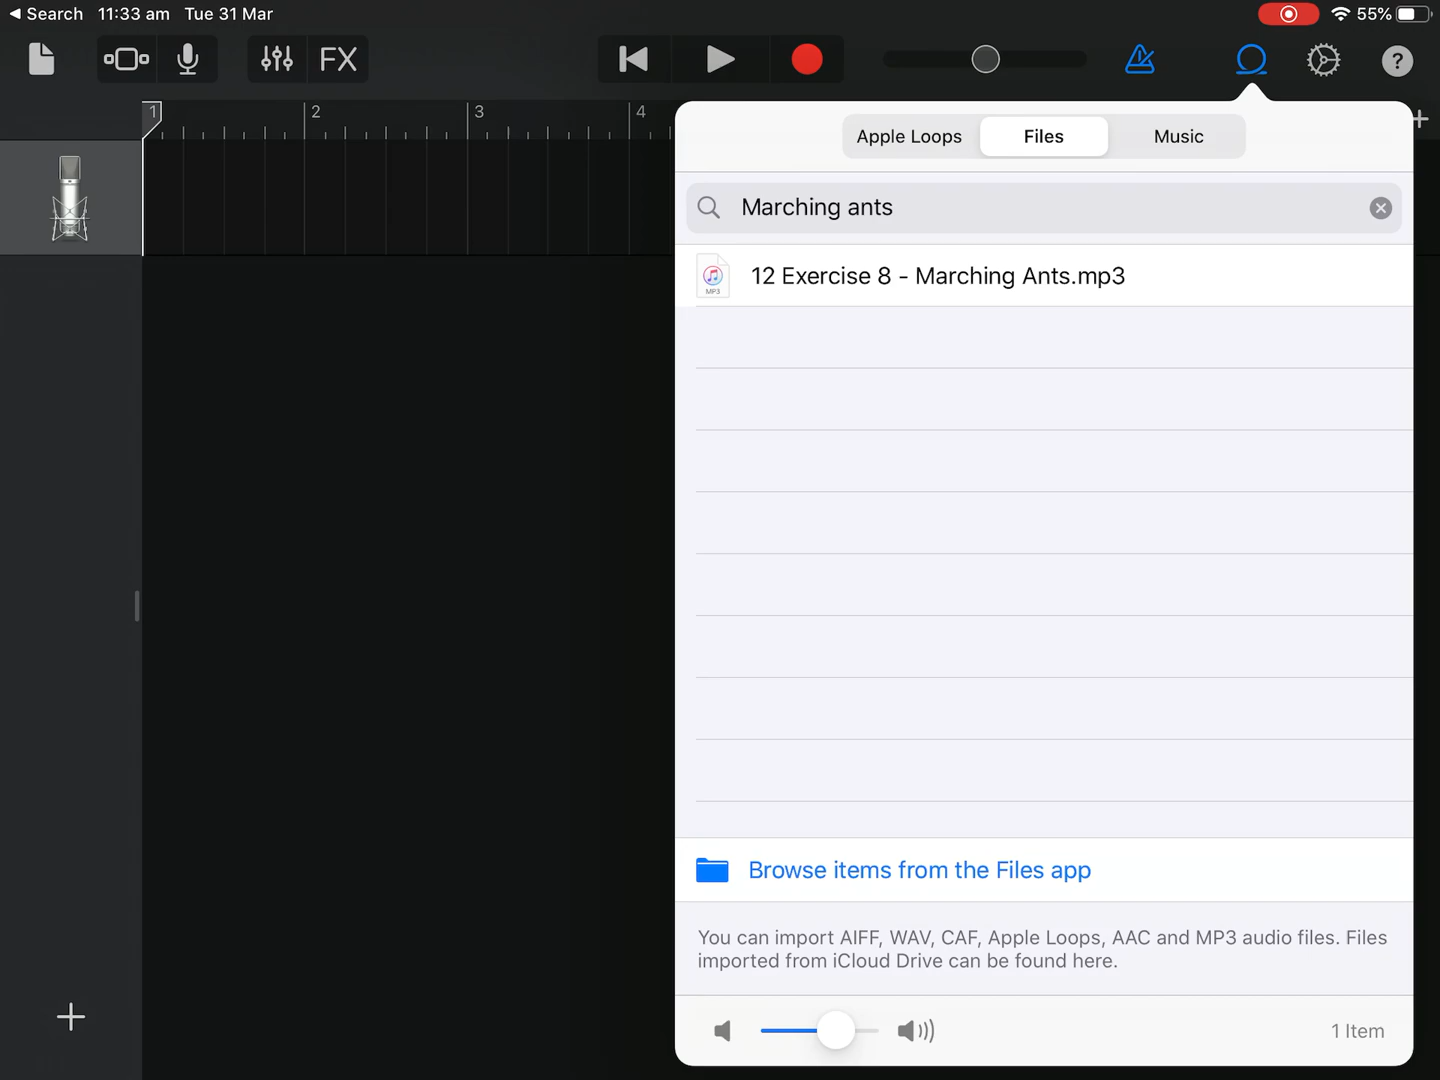 Search 11:33 am Tue 31 Mar 55%
FX
1 2 3 4
Apple Loops Files Music
Marching ants
MP3 12 Exercise 8 - Marching Ants.mp3
Browse items from the Files app
You can import AIFF, WAV, CAF, Apple Loops, AAC and MP3 audio files. Files
imported from iCloud Drive can be found here.
1 Item